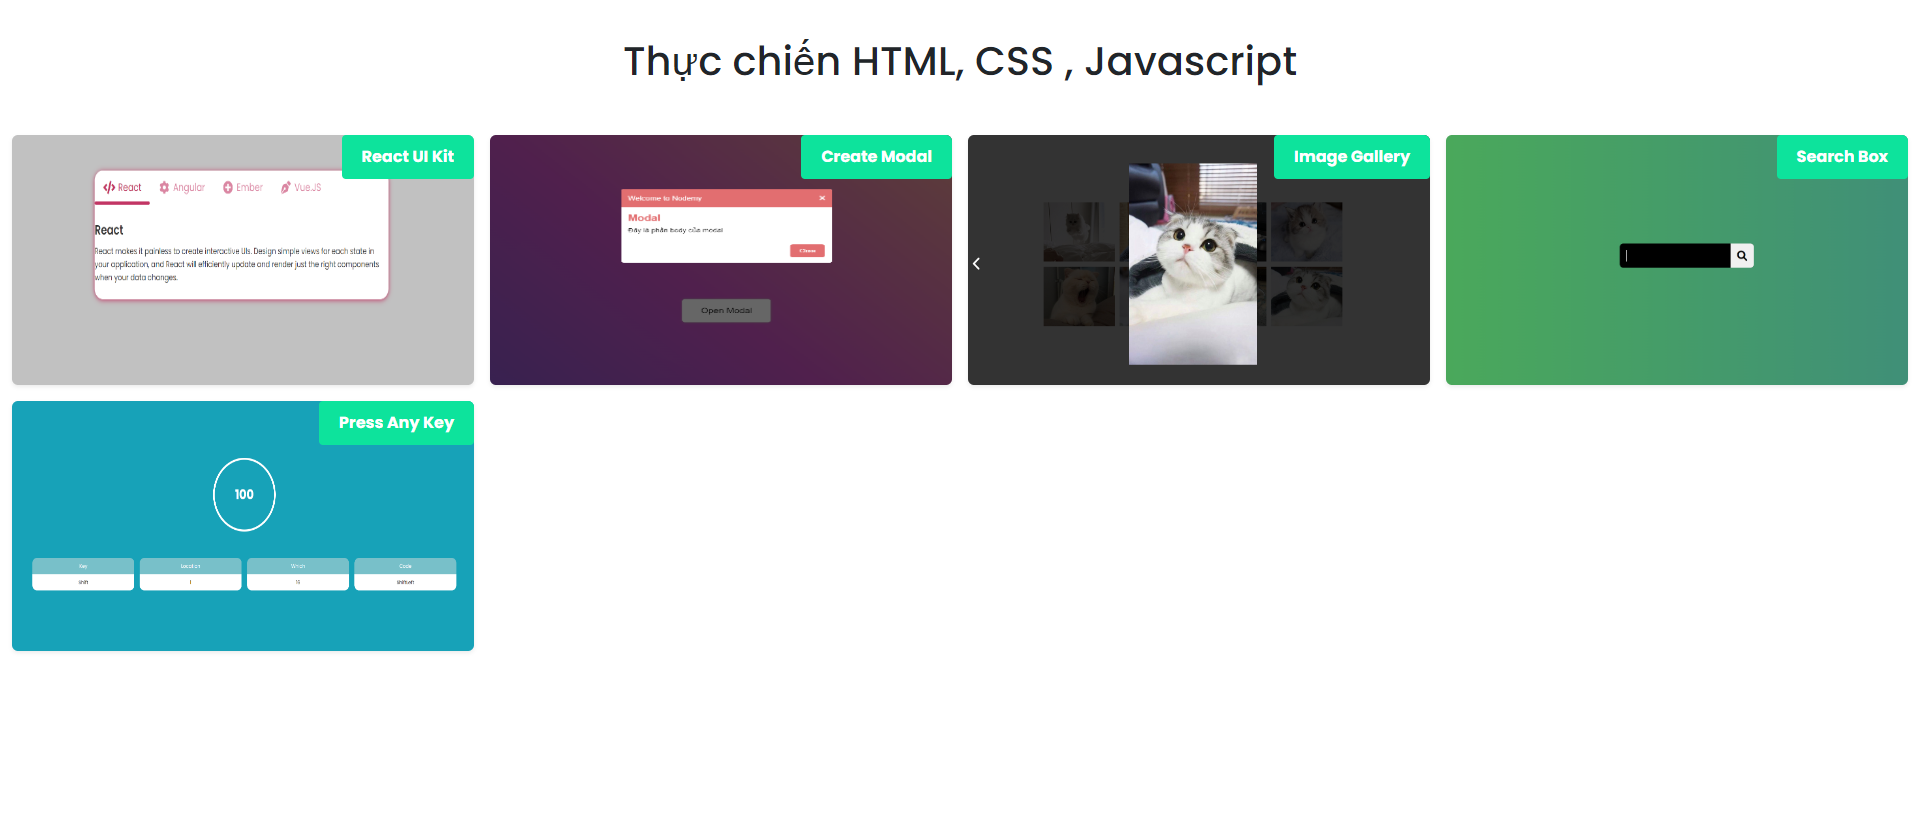 Thực chiến HTML, CSS , Javascript
React UI Kit
React Angular Ember Vue.JS
React
React makes it painless to create interactive UIs. Design simple views for each state in
your application, and React will efficiently update and render just the right components
when your data changes.
Create Modal
Welcome to Nodemy
Modal
Đây là phần body của modal
Close
Open Modal
Image Gallery
Search Box
Press Any Key
100
Key Location Which Code
Shift 1 16 ShiftLeft